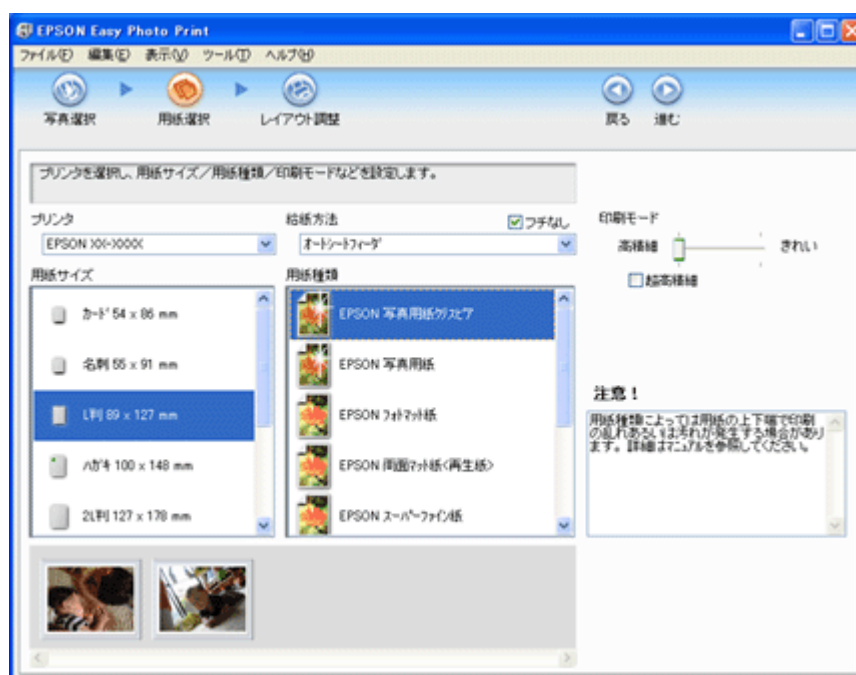 EPSON Easy Photo Print
ファイル(F) 編集(E) 表示(V) ツール(T) ヘルプ(H)
写真選択 用紙選択 レイアウト調整 戻る 進む
プリンタを選択し、用紙サイズ/用紙種類/印刷モードなどを設定します。
プリンタ 給紙方法 フチなし 印刷モード
EPSON XX-XXXX オートシートフィーダ 高精細 きれい
用紙サイズ 用紙種類 超高精細
カード 54 x 86 mm
名刺 55 x 91 mm
L判 89 x 127 mm
ハガキ 100 x 148 mm
2L判 127 x 178 mm
EPSON 写真用紙クリスピア
EPSON 写真用紙
EPSON フォトマット紙
EPSON 両面マット紙<再生紙>
EPSON スーパーファイン紙
注意!
用紙種類によっては用紙の上下端で印刷
の乱れあるいは汚れが発生する場合があり
ます。詳細はマニュアルを参照してください。